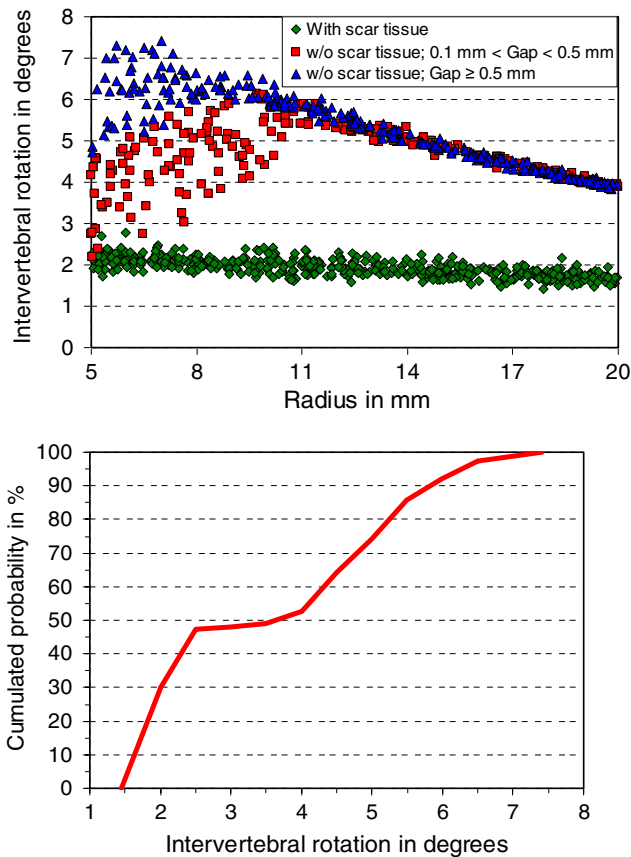 With scar tissue
w/o scar tissue; 0.1 mm < Gap < 0.5 mm
w/o scar tissue; Gap ≥ 0.5 mm
Intervertebral rotation in degrees
8
7
6
5
4
3
2
1
0
5 8 11 14 17 20
Radius in mm
Cumulated probability in %
100
90
80
70
60
50
40
30
20
10
0
1 2 3 4 5 6 7 8
Intervertebral rotation in degrees